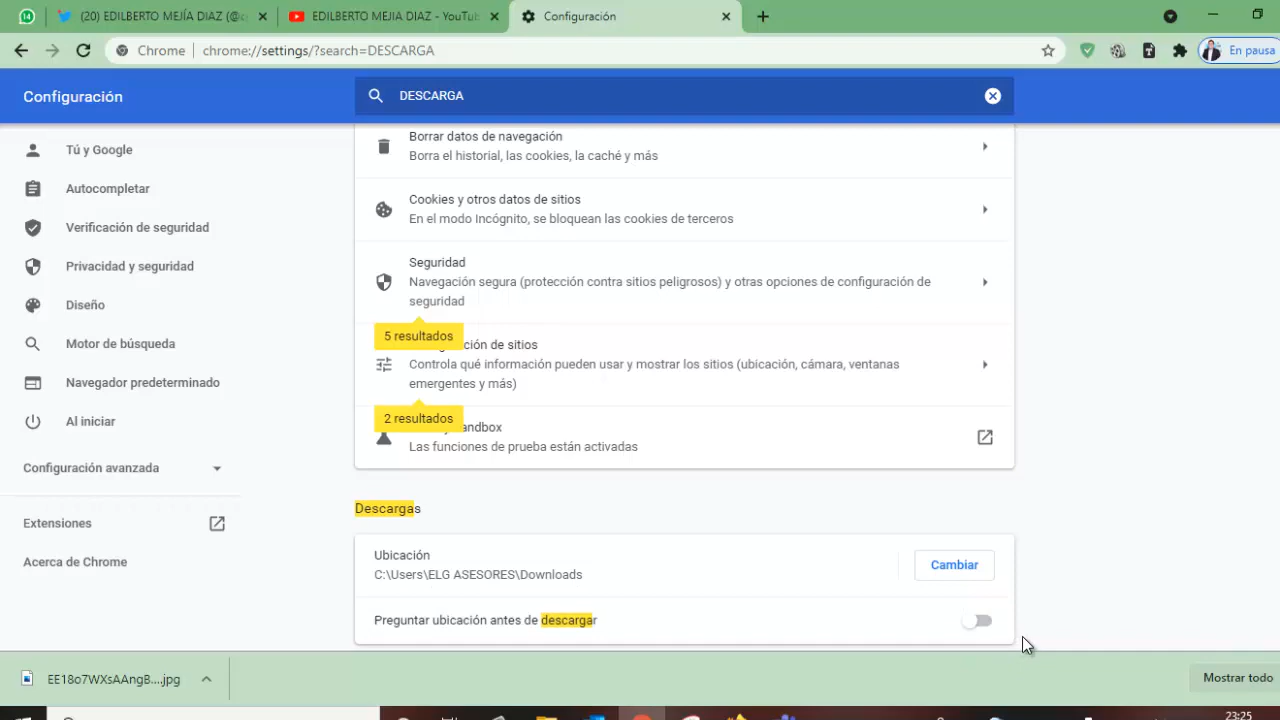 14
(20) EDILBERTO MEJÍA DIAZ (@
EDILBERTO MEJIA DIAZ - YouTu
Configuración
Chrome
chrome://settings/?search=DESCARGA
En pausa
Configuración
DESCARGA
Tú y Google
Autocompletar
Verificación de seguridad
Privacidad y seguridad
Diseño
Motor de búsqueda
Navegador predeterminado
Al iniciar
Configuración avanzada
Extensiones
Acerca de Chrome
Borrar datos de navegación
Borra el historial, las cookies, la caché y más
Cookies y otros datos de sitios
En el modo Incógnito, se bloquean las cookies de terceros
Seguridad
Navegación segura (protección contra sitios peligrosos) y otras opciones de configuración de
seguridad
5 resultados
ción de sitios
Controla qué información pueden usar y mostrar los sitios (ubicación, cámara, ventanas
emergentes y más)
2 resultados
andbox
Las funciones de prueba están activadas
Descargas
Ubicación
C:\Users\ELG ASESORES\Downloads
Cambiar
Preguntar ubicación antes de descargar
EE18o7WXsAAngB....jpg
Mostrar todo
23:25